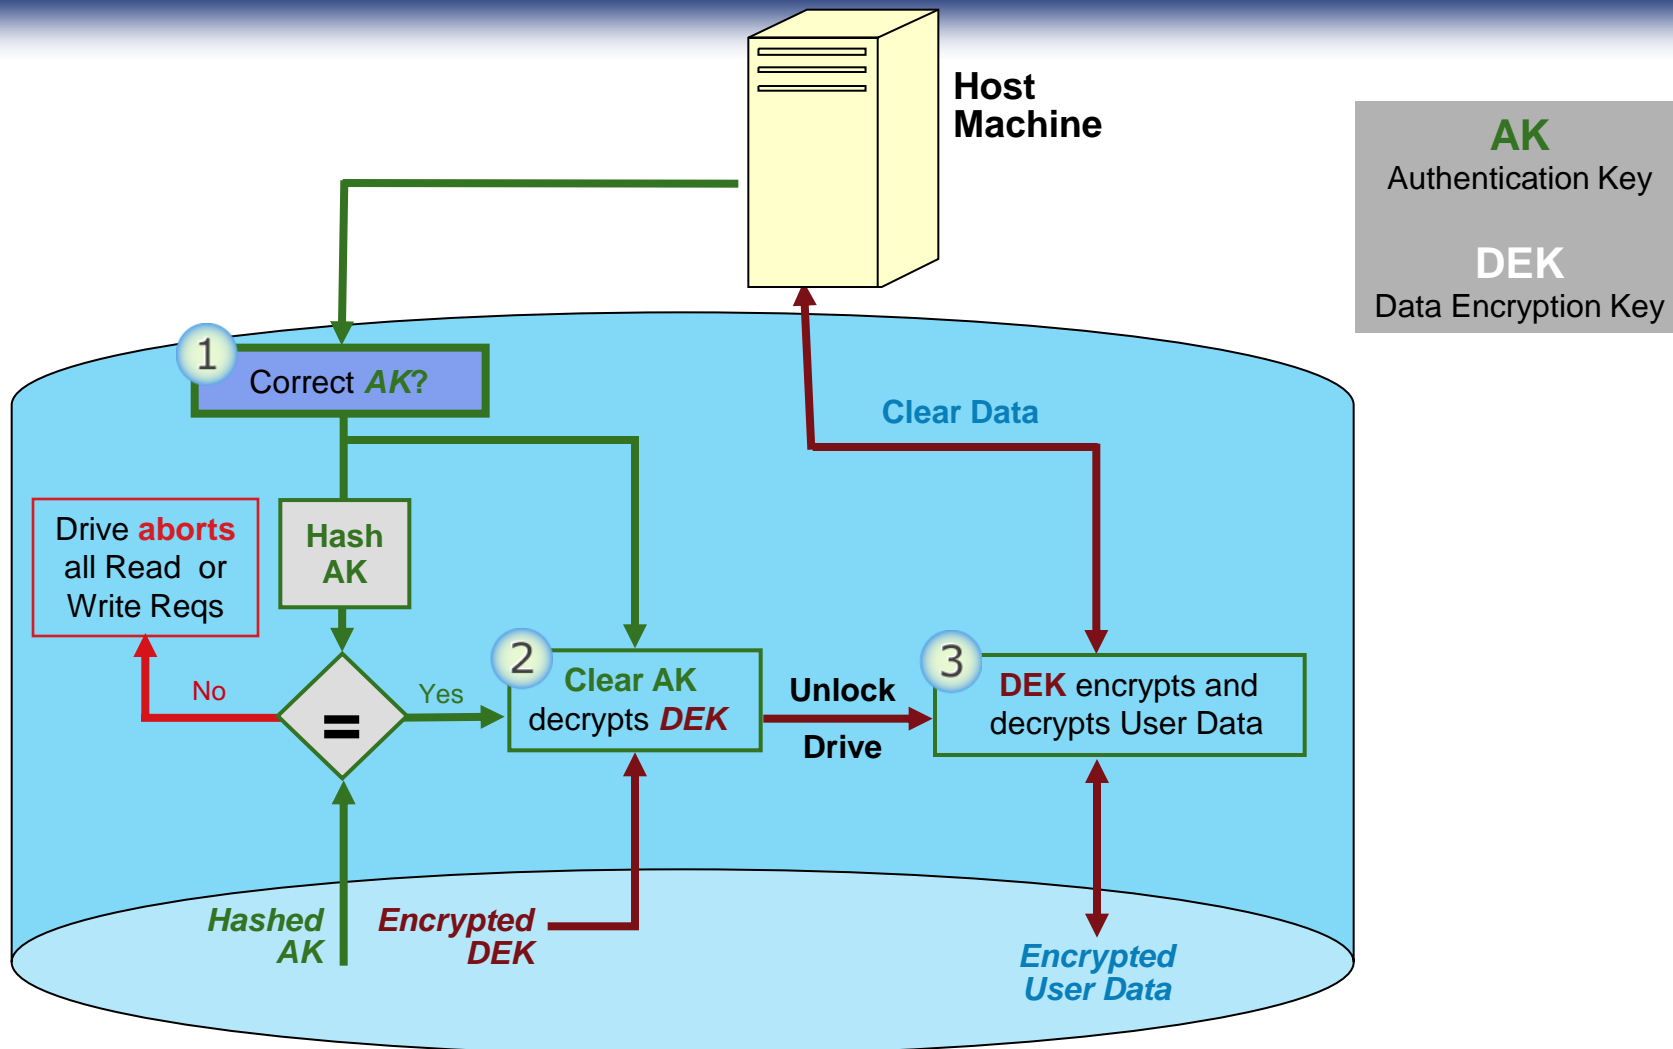 Host
Machine
AK
Authentication Key
DEK
Data Encryption Key
1
Correct AK?
Clear Data
Drive aborts
all Read or
Write Reqs
Hash
AK
No
=
Yes
2
Clear AK
decrypts DEK
Unlock
Drive
3
DEK encrypts and
decrypts User Data
Hashed
AK
Encrypted
DEK
Encrypted
User Data